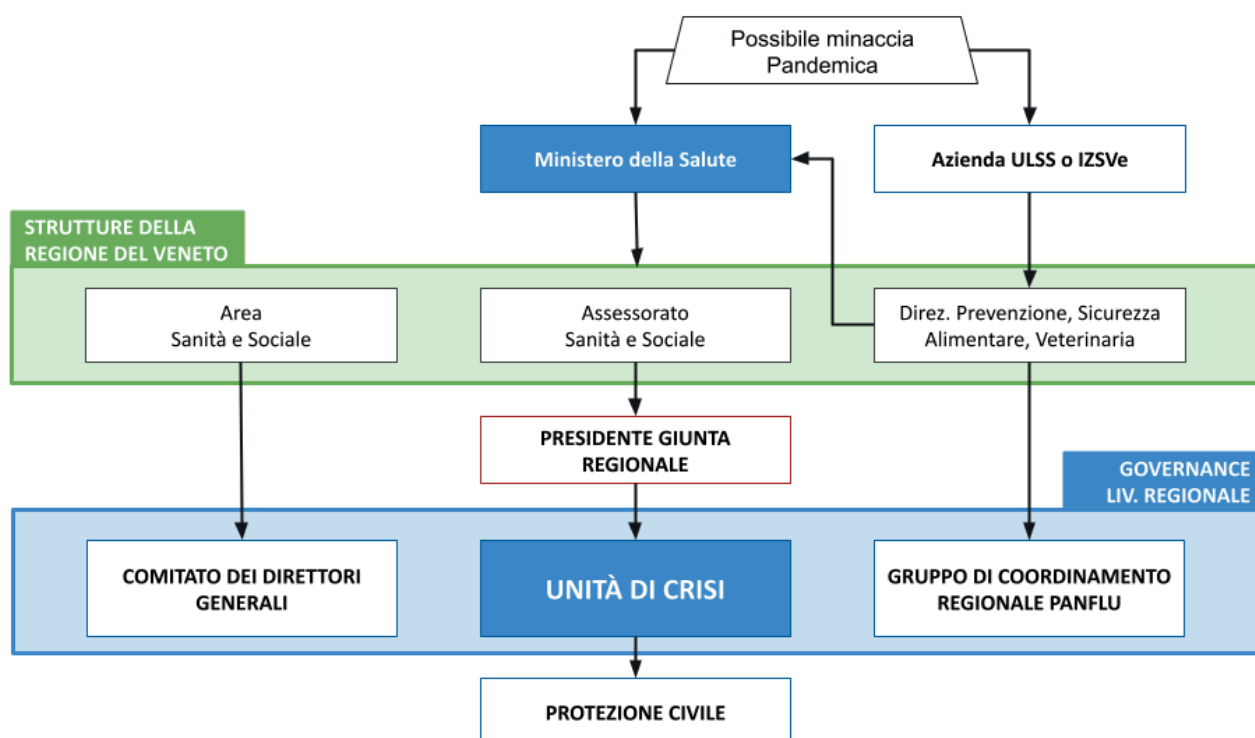 Possibile minaccia
Pandemica
Ministero della Salute
Azienda ULSS o IZSVe
STRUTTURE DELLA
REGIONE DEL VENETO
Area
Sanità e Sociale
Assessorato
Sanità e Sociale
Direz. Prevenzione, Sicurezza
Alimentare, Veterinaria
PRESIDENTE GIUNTA
REGIONALE
GOVERNANCE
LIV. REGIONALE
COMITATO DEI DIRETTORI
GENERALI
UNITÀ DI CRISI
GRUPPO DI COORDINAMENTO
REGIONALE PANFLU
PROTEZIONE CIVILE